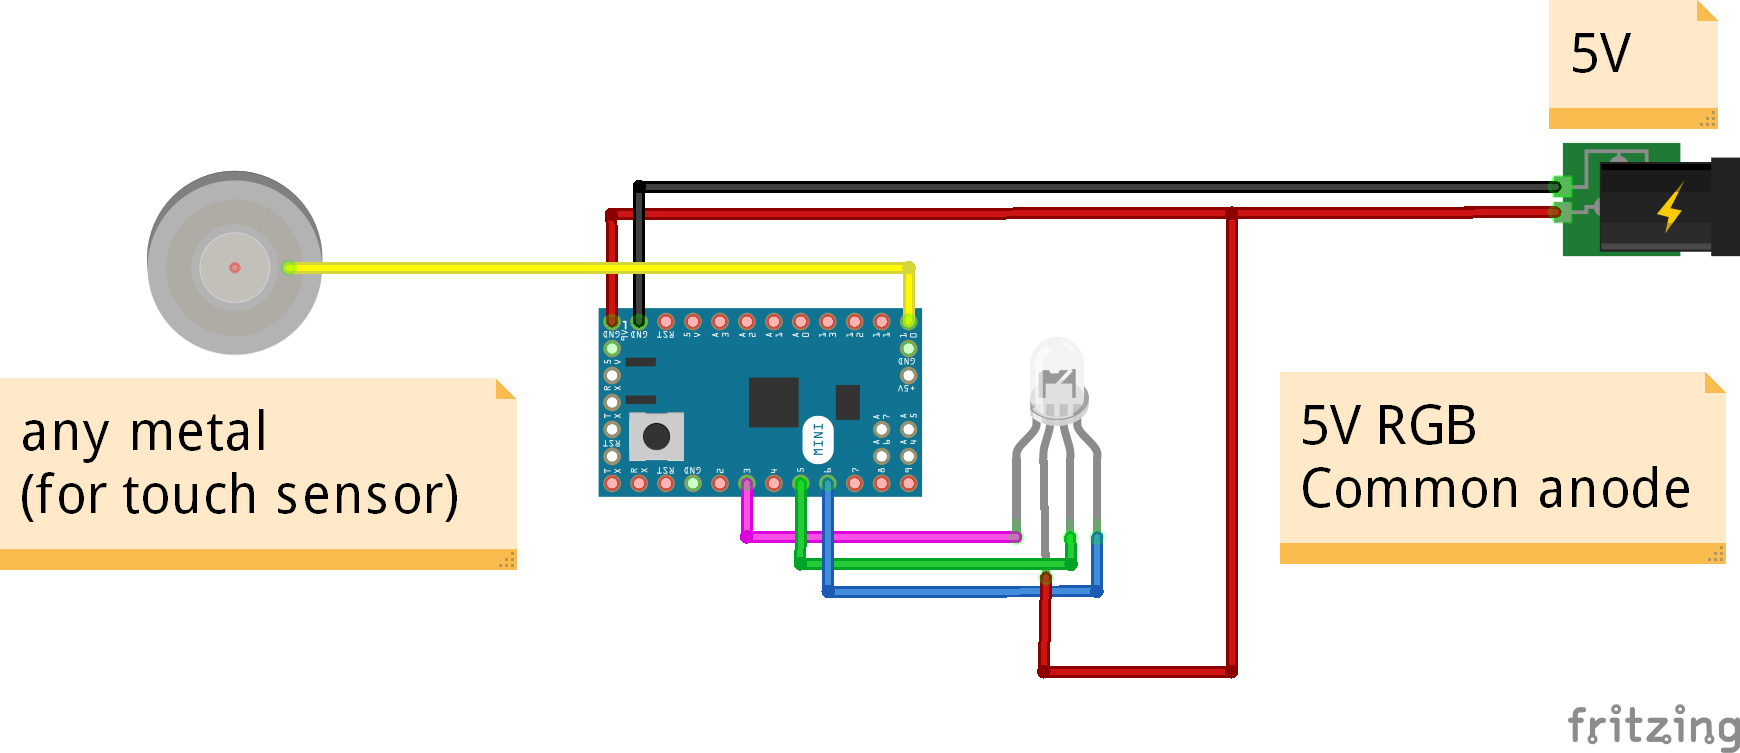 5V
any metal
(for touch sensor)
5V RGB
Common anode
GND
9V
GND
RST
5V
A3
A2
A1
A0
13
12
11
10
5V
RX
TX
RST
GND
+5V
A7
A5
A6
A4
MINI
TX
RX
RST
GND
2
3
4
5
6
7
8
9
fritzing